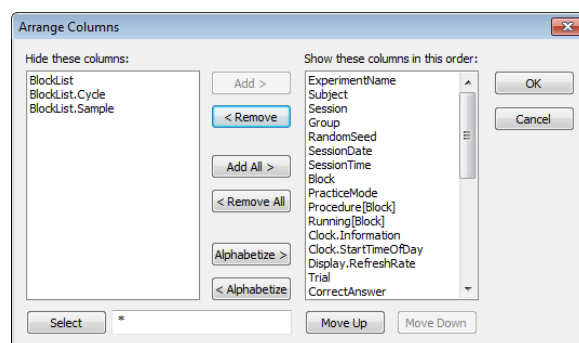 Arrange Columns
Hide these columns:
BlockList
BlockList.Cycle
BlockList.Sample
Add >
< Remove
Add All >
< Remove All
Alphabetize >
< Alphabetize
Show these columns in this order:
ExperimentName
Subject
Session
Group
RandomSeed
SessionDate
SessionTime
Block
PracticeMode
Procedure[Block]
Running[Block]
Clock.Information
Clock.StartTimeOfDay
Display.RefreshRate
Trial
CorrectAnswer
OK
Cancel
Select
*
Move Up
Move Down